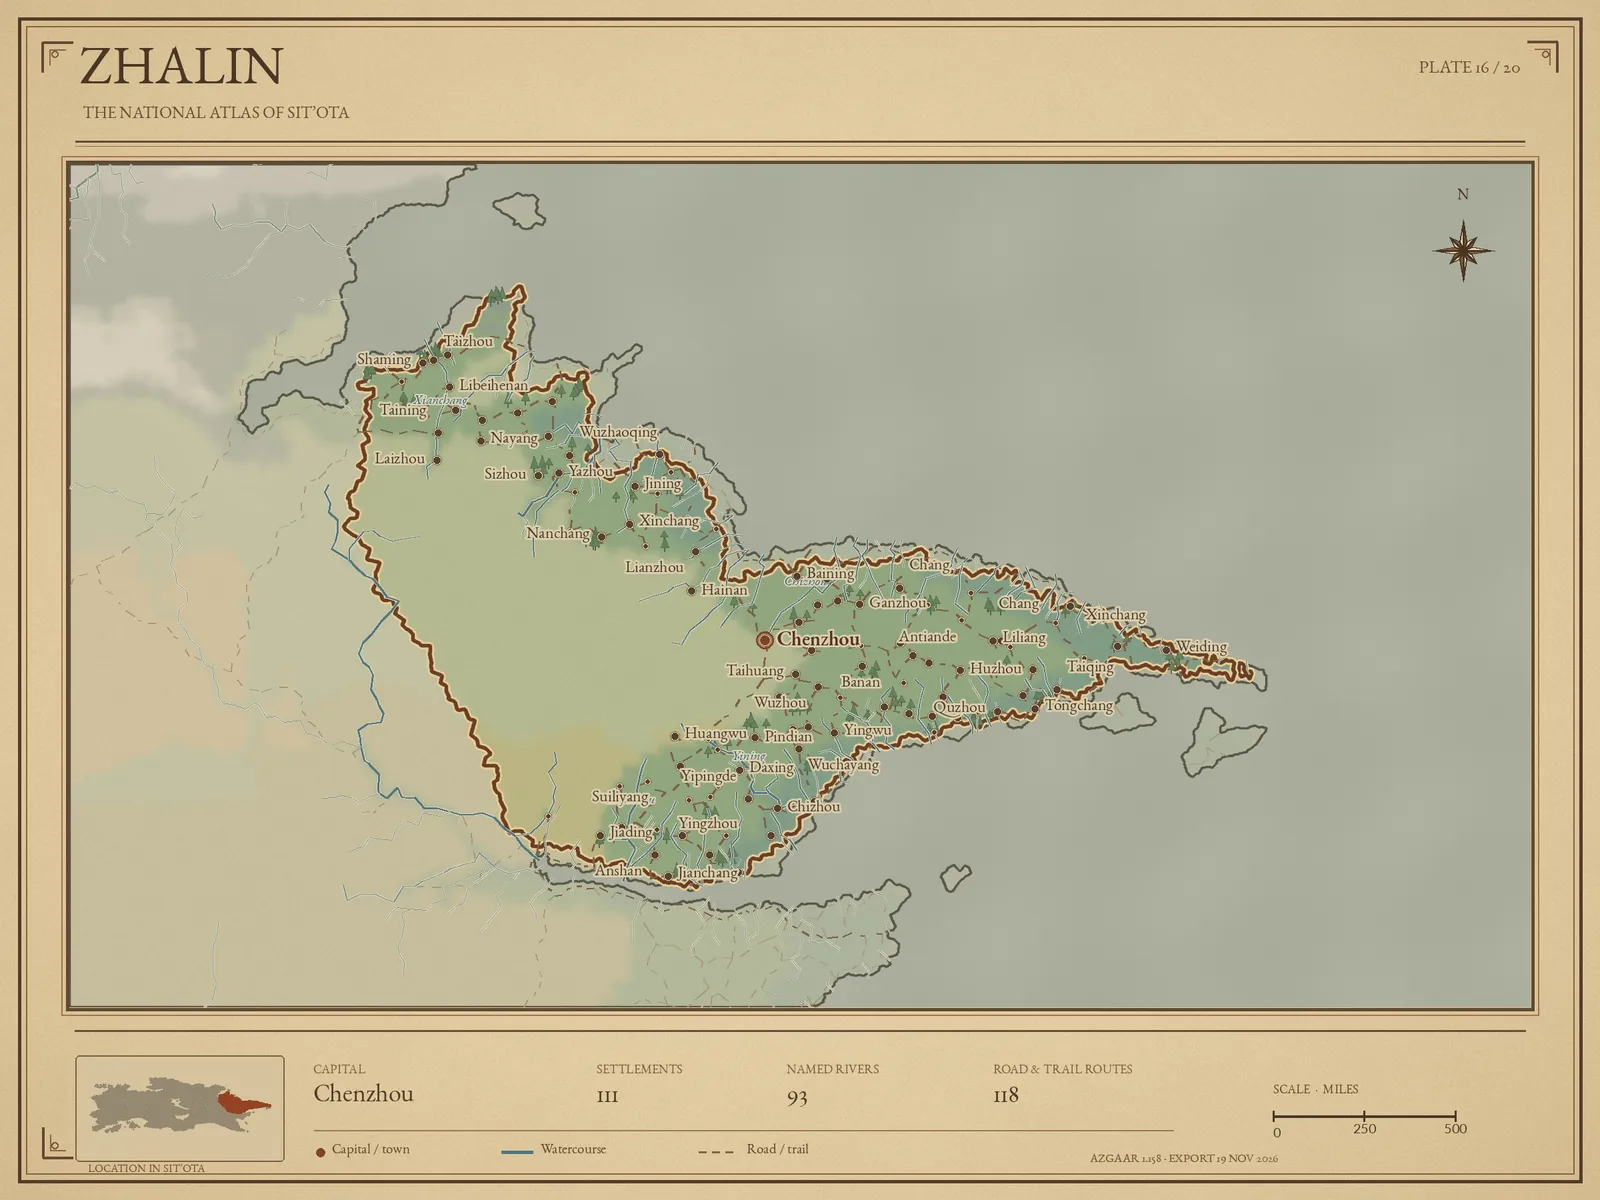 ZHALIN
THE NATIONAL ATLAS OF SIT'OTA
PLATE 16 / 20
N
Taizhou
Shaming
Libeihenan
Xianchang
Taining
Wuzhaoqing
Nayang
Laizhou
Sizhou
Yazhou
Jining
Xinchang
Nanchang
Lianzhou
Chang
Baining
Hainan
Ganzhou
Chang
Xinchang
Chenzhou
Antiande
Liliang
Weiding
Taihuang
Huzhou
Taiqing
Banan
Wuzhou
Quzhou
Tongchang
Huangwu
Pindian
Yingwu
Yining
Daxing
Wuchayang
Yipingde
Suiliyang
Chizhou
Yingzhou
Jiading
Anshan
Jianchang
CAPITAL
Chenzhou
SETTLEMENTS
111
NAMED RIVERS
93
ROAD & TRAIL ROUTES
118
SCALE · MILES
0 250 500
Capital / town
Watercourse
Road / trail
AZGAAR 1.158 · EXPORT 19 NOV 2026
LOCATION IN SIT'OTA